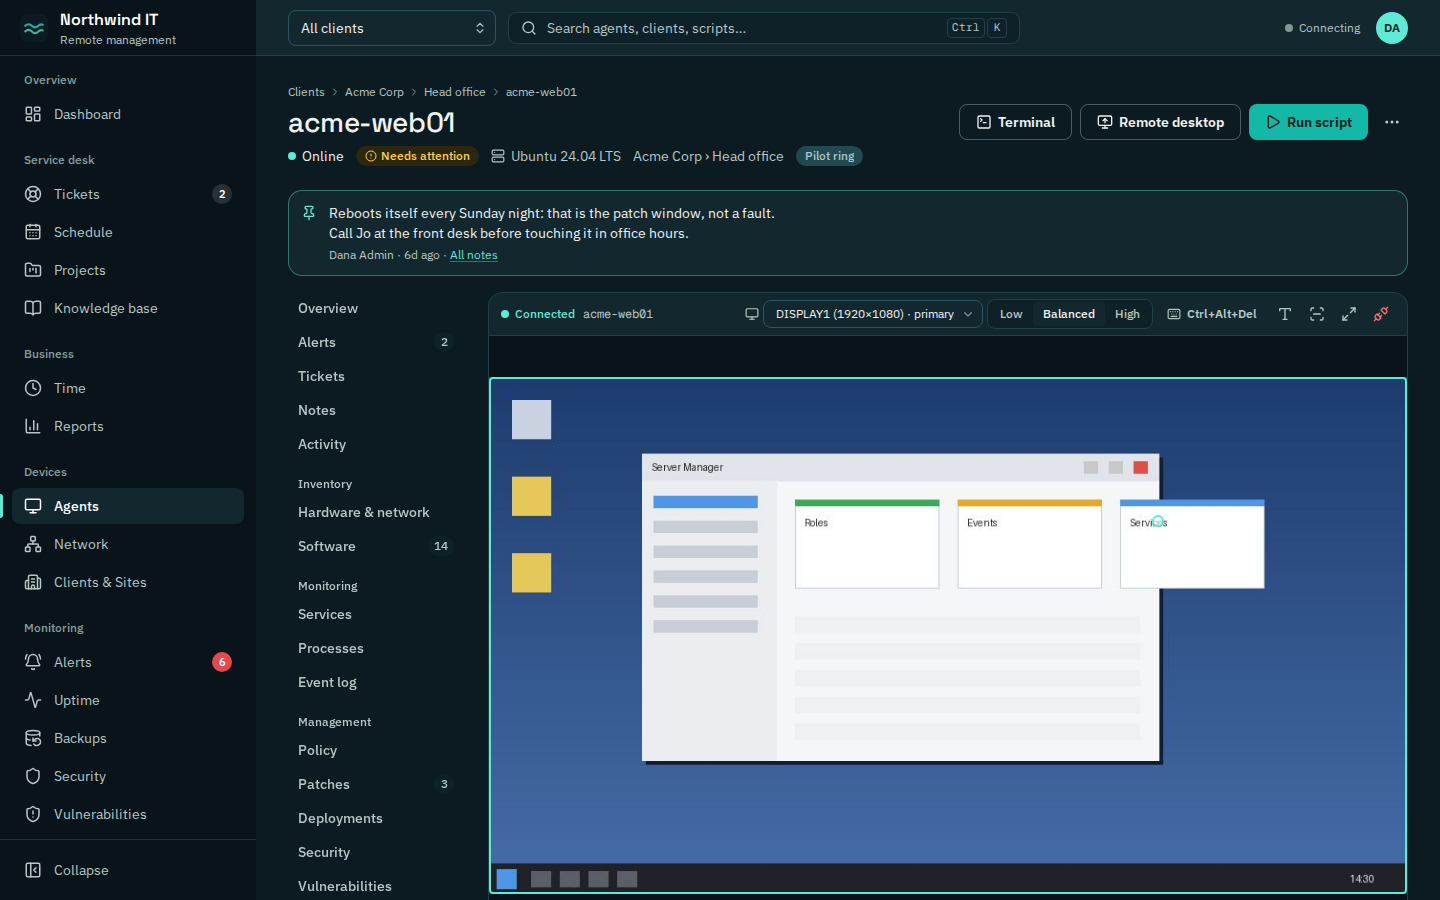 Northwind IT
Remote management
Overview
Dashboard
Service desk
Tickets 2
Schedule
Projects
Knowledge base
Business
Time
Reports
Devices
Agents
Network
Clients & Sites
Monitoring
Alerts 6
Uptime
Backups
Security
Vulnerabilities
Collapse
All clients
Search agents, clients, scripts... Ctrl K
Connecting DA
Clients > Acme Corp > Head office > acme-web01
acme-web01
Terminal Remote desktop Run script
Online Needs attention Ubuntu 24.04 LTS Acme Corp › Head office Pilot ring
Reboots itself every Sunday night: that is the patch window, not a fault.
Call Jo at the front desk before touching it in office hours.
Dana Admin · 6d ago · All notes
Overview
Alerts 2
Tickets
Notes
Activity
Inventory
Hardware & network
Software 14
Monitoring
Services
Processes
Event log
Management
Policy
Patches 3
Deployments
Security
Vulnerabilities
Connected acme-web01 DISPLAY1 (1920×1080) · primary Low Balanced High Ctrl+Alt+Del
Server Manager
Roles Events Services
14:30